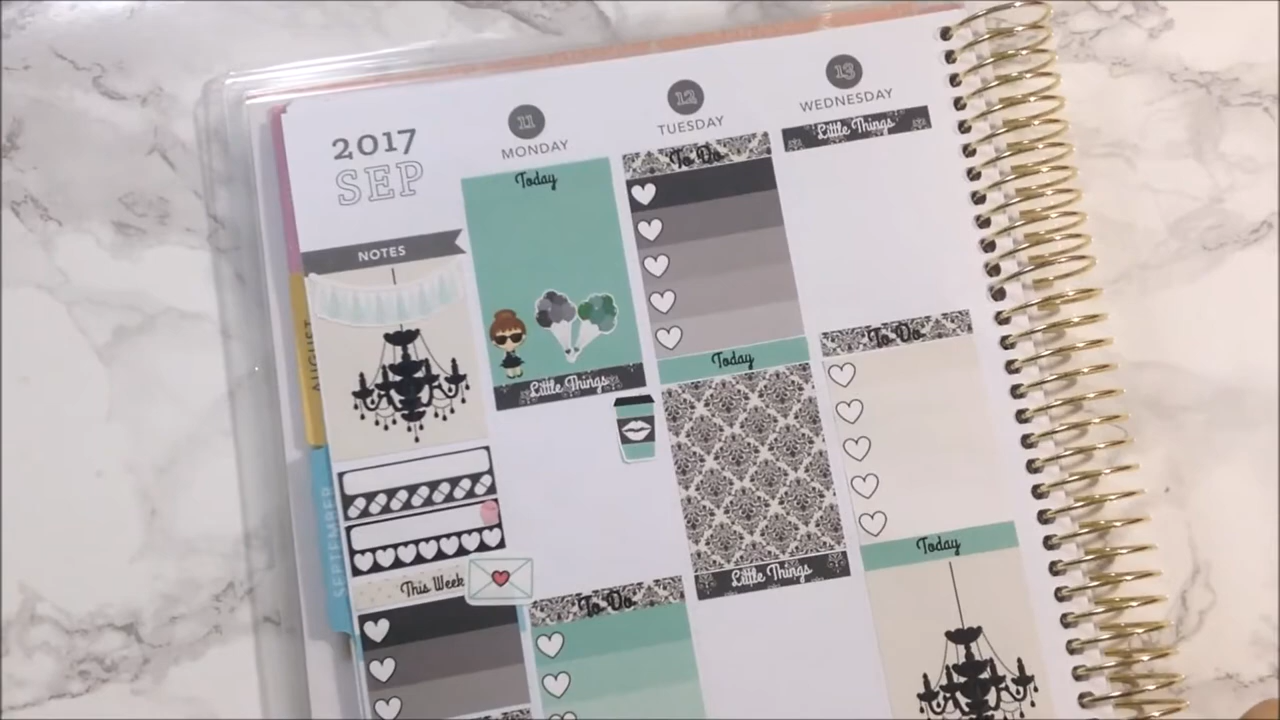 2017
SEP
NOTES
This Week
11
MONDAY
Today
Little Things
To Do
12
TUESDAY
To Do
Today
Little Things
13
WEDNESDAY
Little Things
To Do
Today
AUGUST
SEPTEMBER